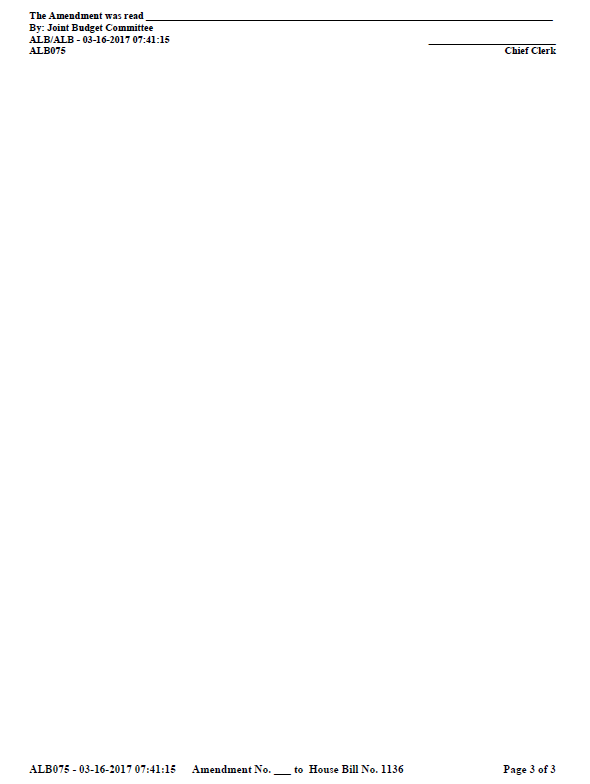 The Amendment was read ___________________________________________________________________________________
By: Joint Budget Committee
ALB/ALB - 03-16-2017 07:41:15 __________________________
ALB075 Chief Clerk
ALB075 - 03-16-2017 07:41:15 Amendment No. ___ to House Bill No. 1136 Page 3 of 3